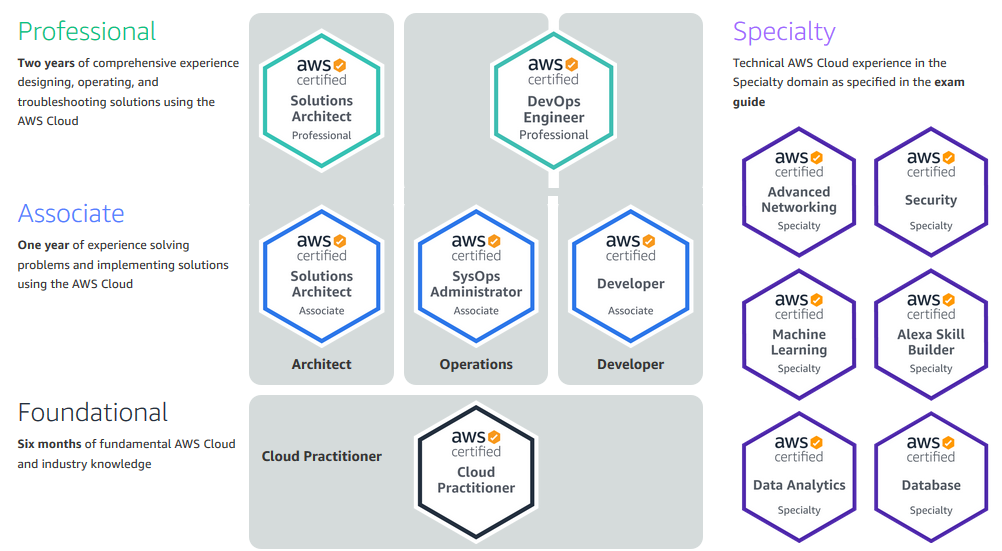 Professional
Two years of comprehensive experience
designing, operating, and
troubleshooting solutions using the
AWS Cloud
aws
certified
Solutions
Architect
Professional
aws
certified
DevOps
Engineer
Professional
Associate
One year of experience solving
problems and implementing solutions
using the AWS Cloud
aws
certified
Solutions
Architect
Associate
aws
certified
SysOps
Administrator
Associate
aws
certified
Developer
Associate
Architect
Operations
Developer
Foundational
Six months of fundamental AWS Cloud
and industry knowledge
Cloud Practitioner
aws
certified
Cloud
Practitioner
Specialty
Technical AWS Cloud experience in the
Specialty domain as specified in the exam
guide
aws
certified
Advanced
Networking
Specialty
aws
certified
Security
Specialty
aws
certified
Machine
Learning
Specialty
aws
certified
Alexa Skill
Builder
Specialty
aws
certified
Data Analytics
Specialty
aws
certified
Database
Specialty